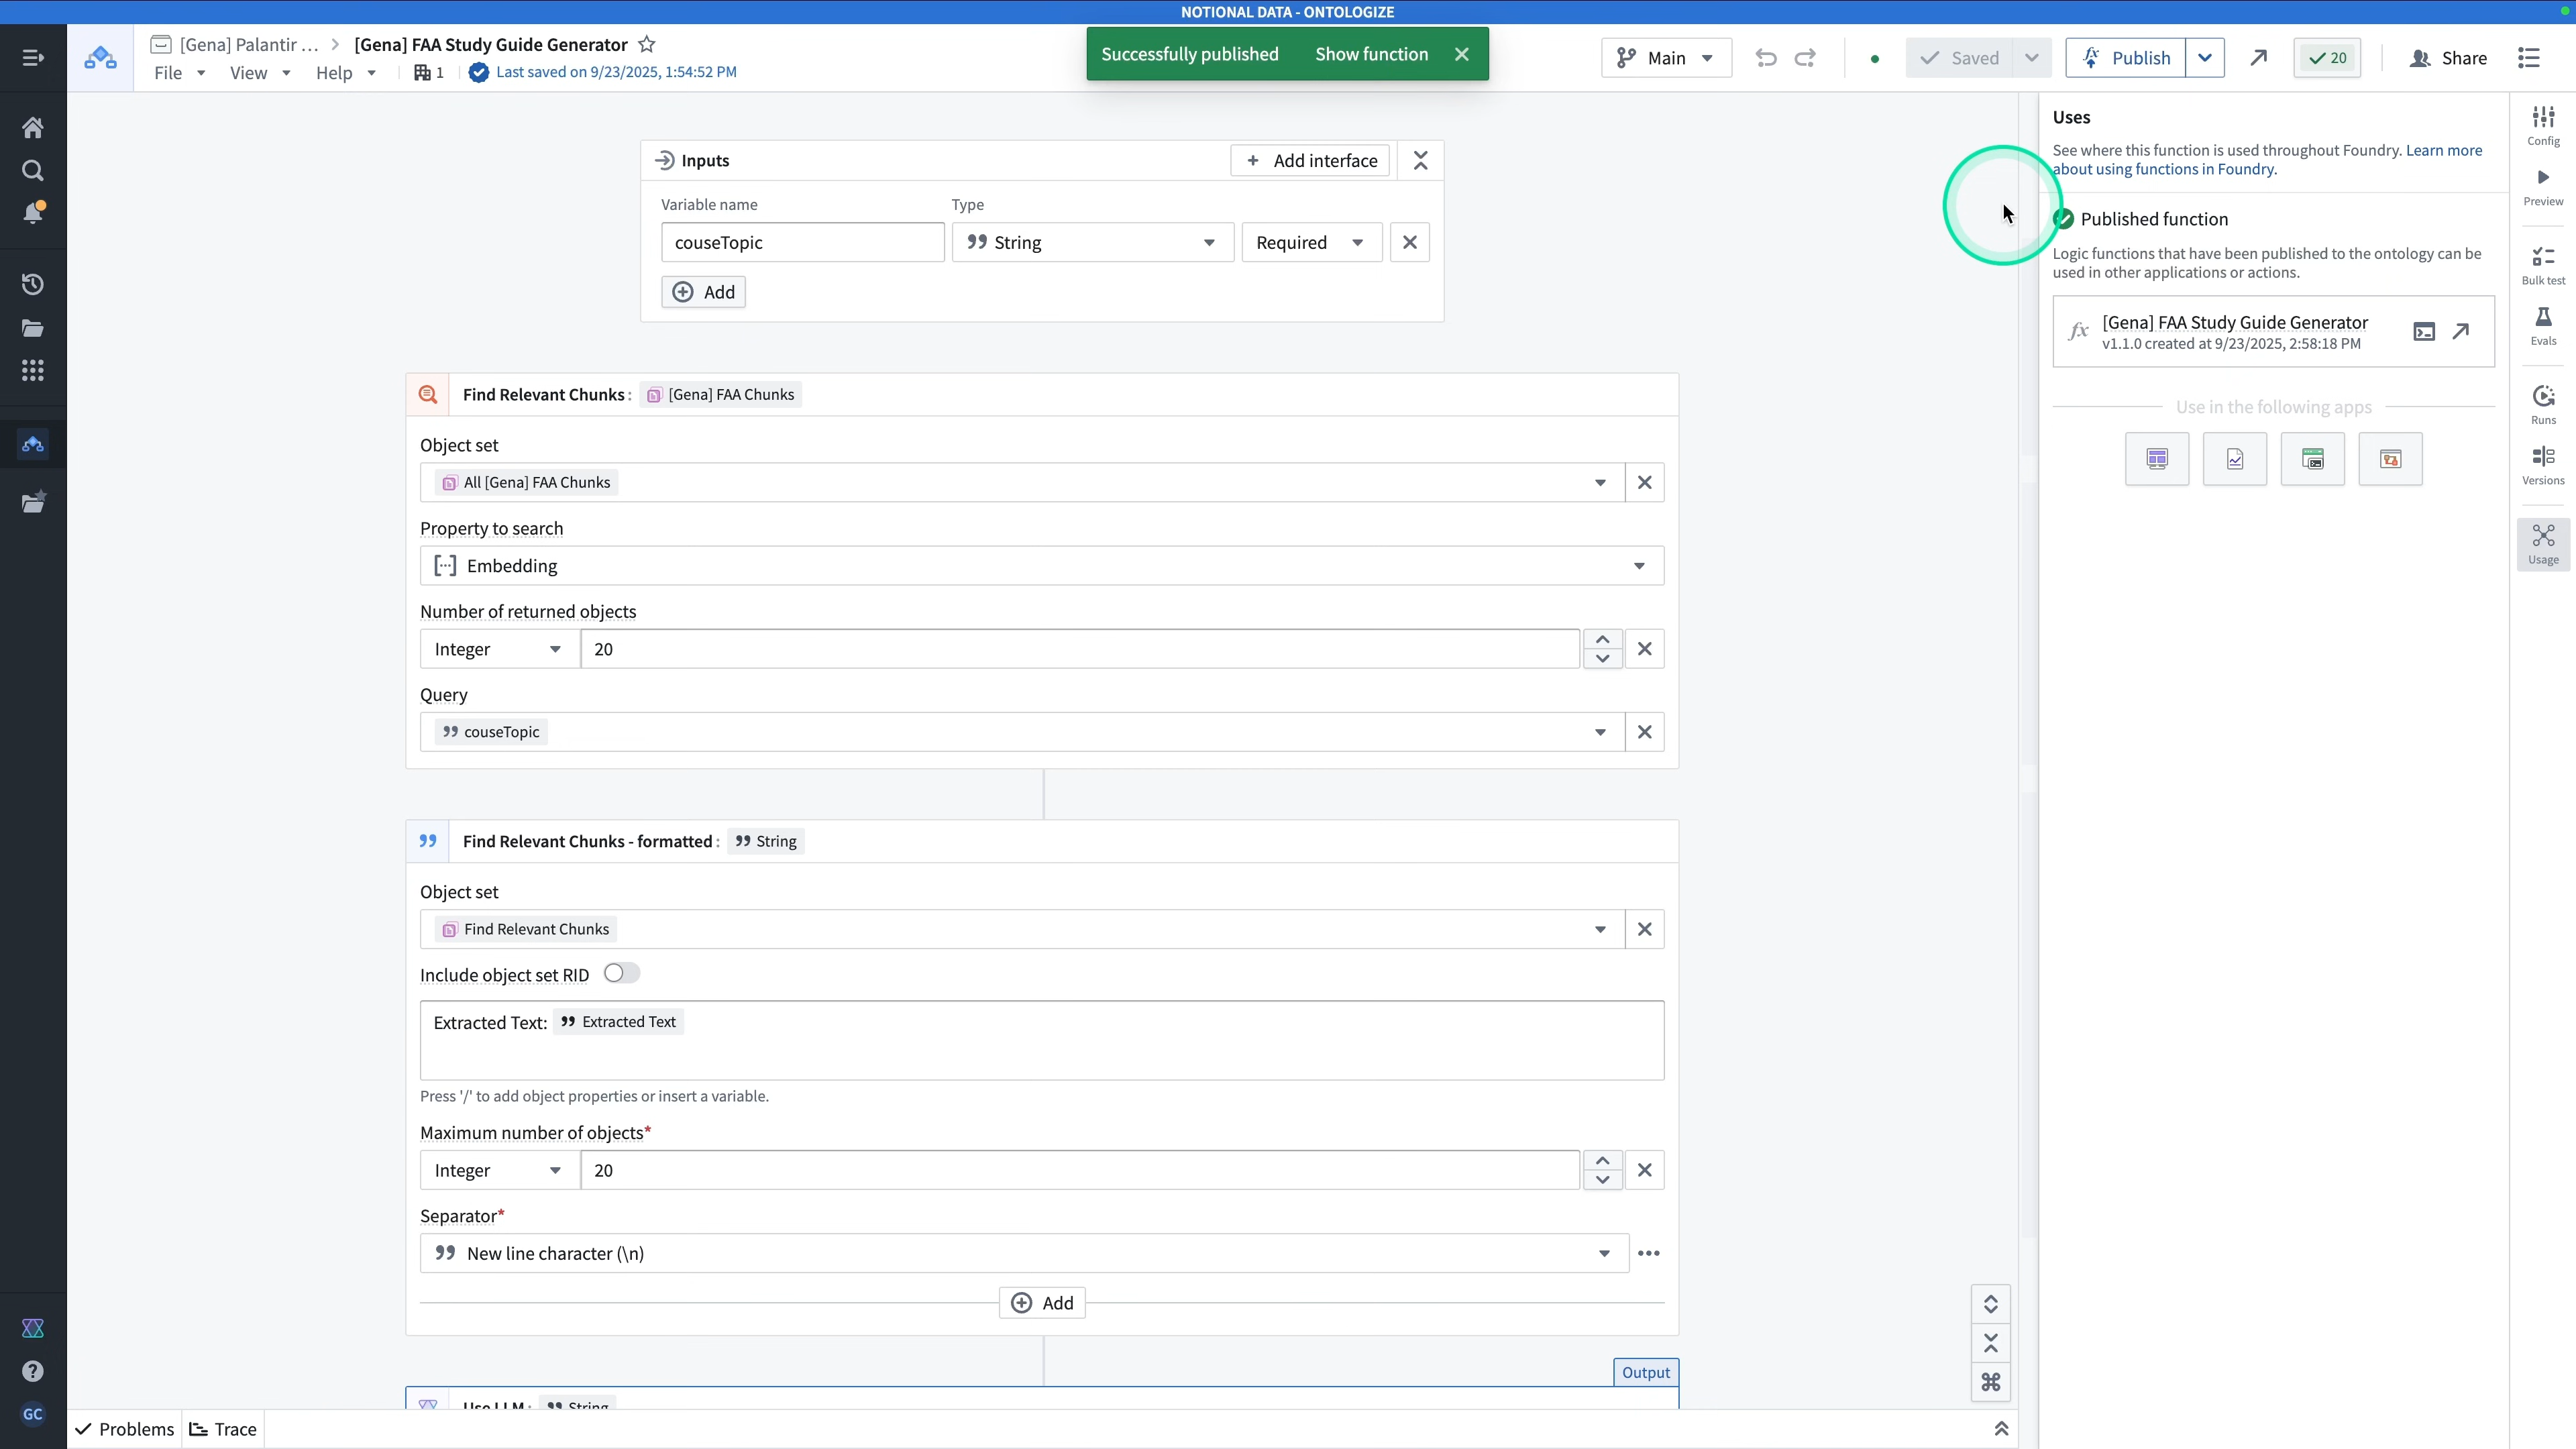 NOTIONAL DATA - ONTOLOGIZE
[Gena] Palantir ... > [Gena] FAA Study Guide Generator
File View Help 1 Last saved on 9/23/2025, 1:54:52 PM
Successfully published Show function
Main Saved Publish 20 Share
Inputs
Add interface
Variable name Type
couseTopic String Required
Add
Find Relevant Chunks : [Gena] FAA Chunks
Object set
All [Gena] FAA Chunks
Property to search
Embedding
Number of returned objects
Integer 20
Query
couseTopic
Find Relevant Chunks - formatted : String
Object set
Find Relevant Chunks
Include object set RID
Extracted Text: Extracted Text
Press '/' to add object properties or insert a variable.
Maximum number of objects*
Integer 20
Separator*
New line character (\n)
Add
Output
Use LLM : String
Problems Trace
GC
Uses
See where this function is used throughout Foundry. Learn more
about using functions in Foundry.
Published function
Logic functions that have been published to the ontology can be
used in other applications or actions.
fx [Gena] FAA Study Guide Generator
v1.1.0 created at 9/23/2025, 2:58:18 PM
Use in the following apps
Config
Preview
Bulk test
Evals
Runs
Versions
Usage